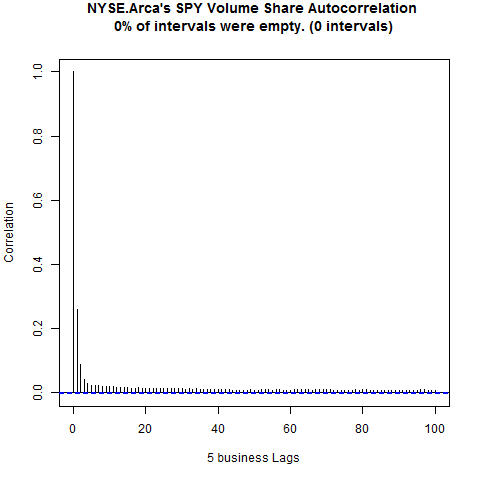 NYSE.Arca's SPY Volume Share Autocorrelation
0% of intervals were empty. (0 intervals)
Correlation
1.0
0.8
0.6
0.4
0.2
0.0
0 20 40 60 80 100
5 business Lags